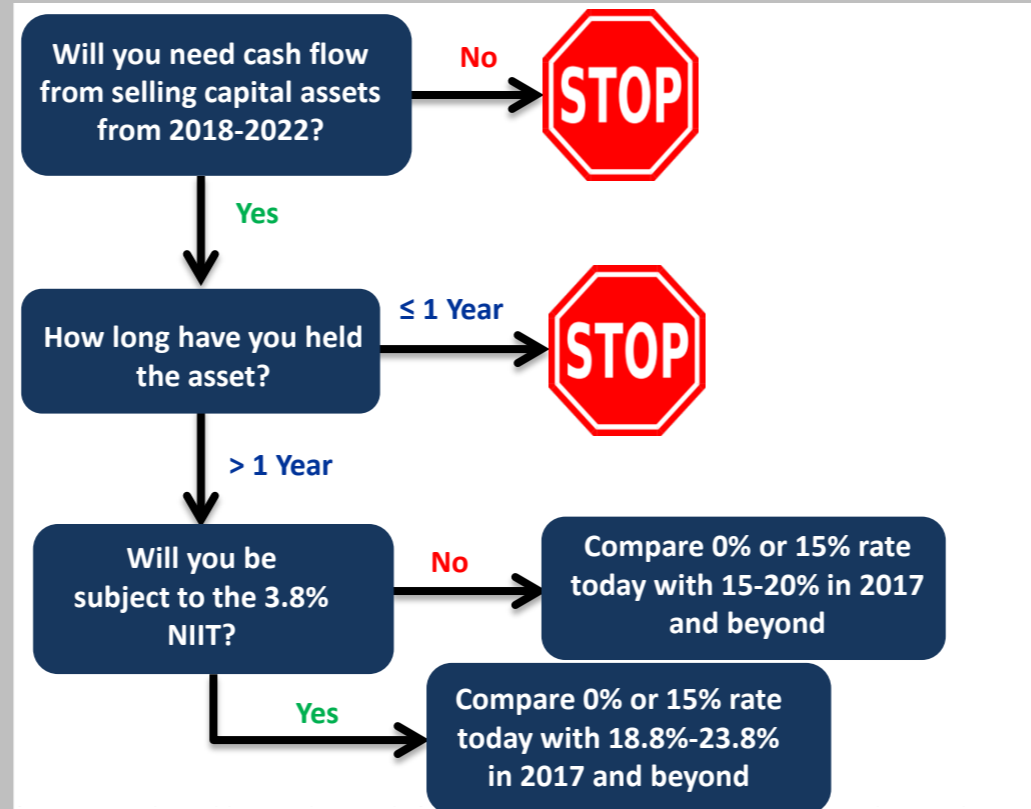 Will you need cash flow
from selling capital assets
from 2018-2022?
No
STOP
Yes
How long have you held
the asset?
≤ 1 Year
STOP
> 1 Year
Will you be
subject to the 3.8%
NIIT?
No
Compare 0% or 15% rate
today with 15-20% in 2017
and beyond
Yes
Compare 0% or 15% rate
today with 18.8%-23.8%
in 2017 and beyond